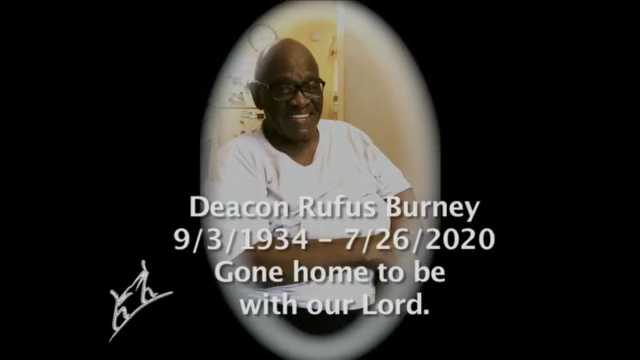 Deacon Rufus Burney
9/3/1934 – 7/26/2020
Gone home to be
with our Lord.